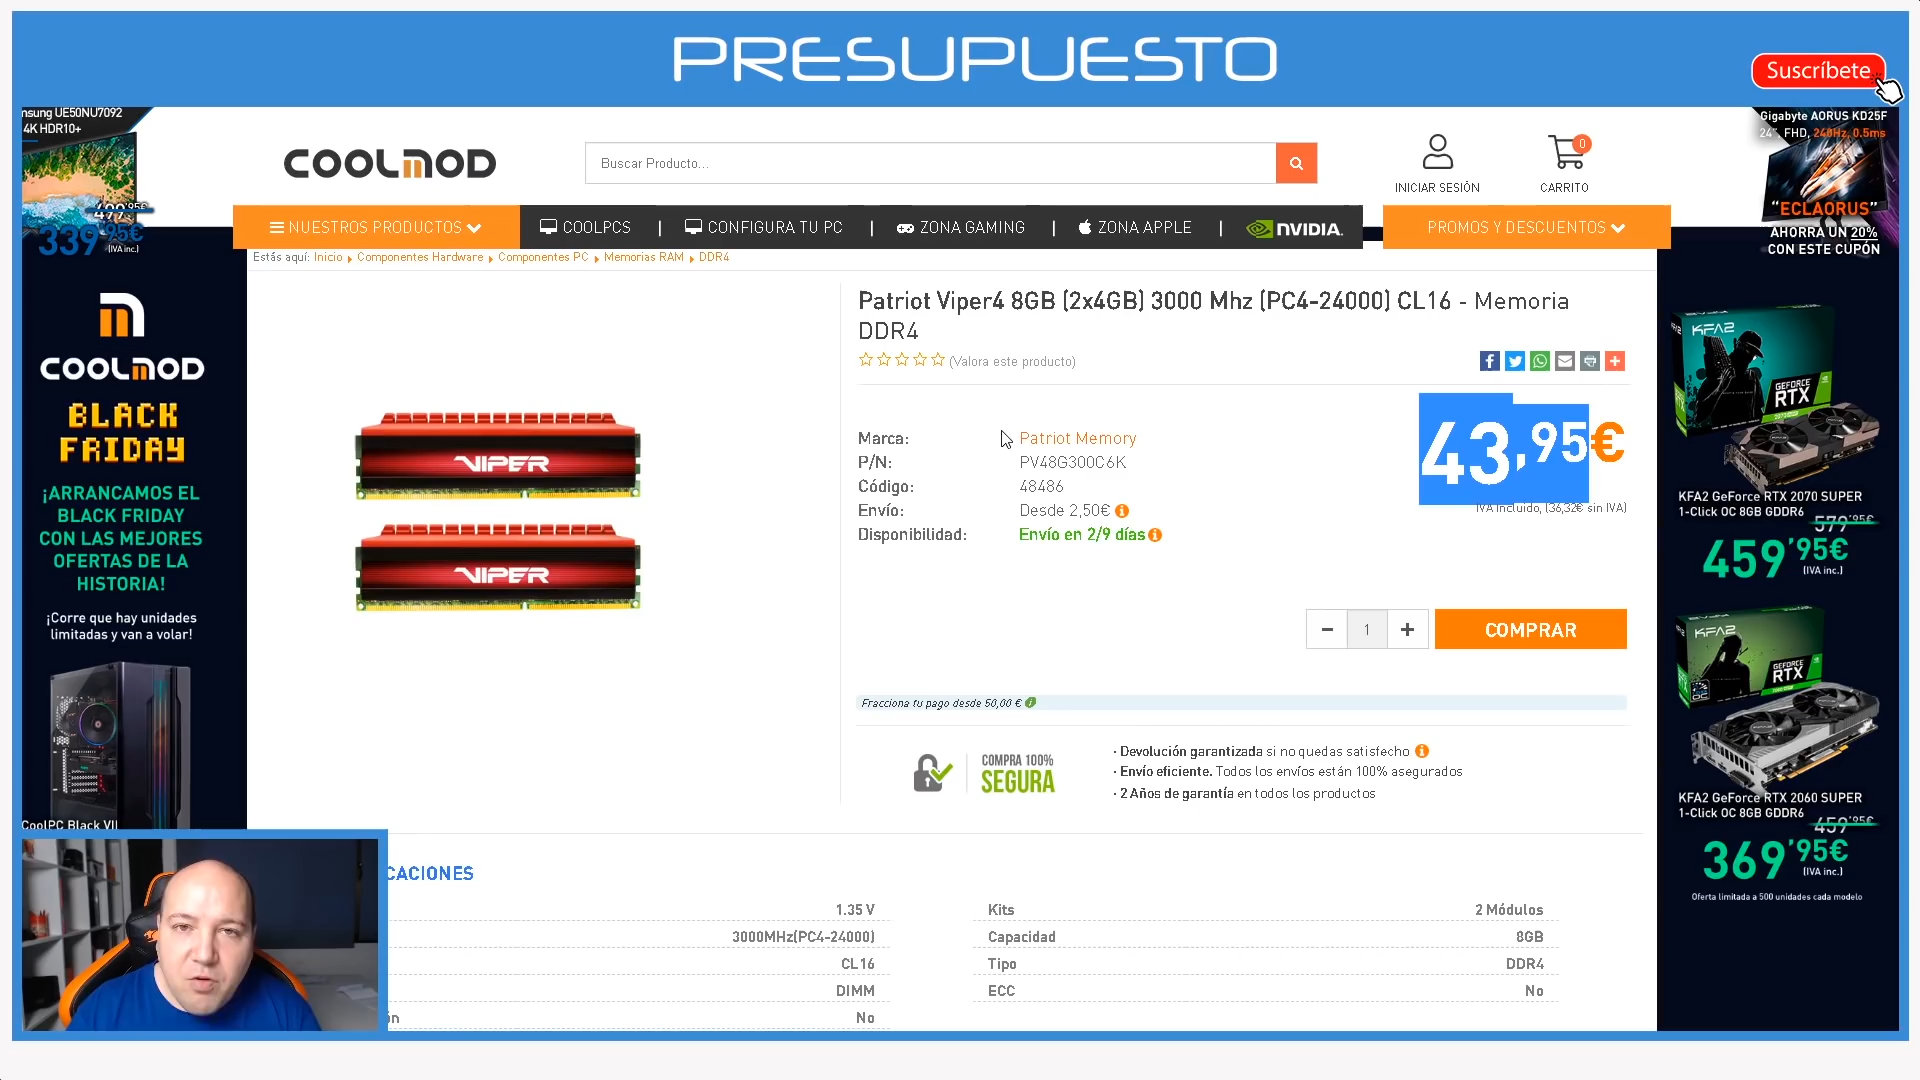 PRESUPUESTO
Suscríbete
nsung UE50NU7092
4K HDR10+
499'95€
339'95€
(IVA inc.)
COOLMOD
Buscar Producto...
INICIAR SESIÓN
0
CARRITO
Gigabyte AORUS KD25F
24", FHD, 240Hz, 0.5ms
"ECLAORUS"
AHORRA UN 20%
CON ESTE CUPÓN
NUESTROS PRODUCTOS
COOLPCS | CONFIGURA TU PC | ZONA GAMING | ZONA APPLE | NVIDIA.
PROMOS Y DESCUENTOS
Estás aquí: Inicio Componentes Hardware Componentes PC Memorias RAM DDR4
COOLMOD
BLACK
FRIDAY
¡ARRANCAMOS EL
BLACK FRIDAY
CON LAS MEJORES
OFERTAS DE LA
HISTORIA!
¡Corre que hay unidades
limitadas y van a volar!
CoolPC Black VII
VIPER
VIPER
Patriot Viper4 8GB (2x4GB) 3000 Mhz (PC4-24000) CL16 - Memoria
DDR4
(Valora este producto)
Marca: Patriot Memory
P/N: PV48G300C6K
Código: 48486
Envío: Desde 2,50€
Disponibilidad: Envío en 2/9 días
43,95€
IVA incluido, (36,32€ sin IVA)
- 1 +
COMPRAR
Fracciona tu pago desde 50,00 €
COMPRA 100%
SEGURA
· Devolución garantizada si no quedas satisfecho
· Envío eficiente. Todos los envíos están 100% asegurados
· 2 Años de garantía en todos los productos
KFA2
GEFORCE
RTX
KFA2 GeForce RTX 2070 SUPER
1-Click OC 8GB GDDR6
579'95€
459'95€
(IVA inc.)
KFA2
GEFORCE
RTX
KFA2 GeForce RTX 2060 SUPER
1-Click OC 8GB GDDR6
459'95€
369'95€
(IVA inc.)
Oferta limitada a 500 unidades cada modelo
CACIONES
1.35 V
3000MHz(PC4-24000)
CL16
DIMM
ón No
Kits 2 Módulos
Capacidad 8GB
Tipo DDR4
ECC No